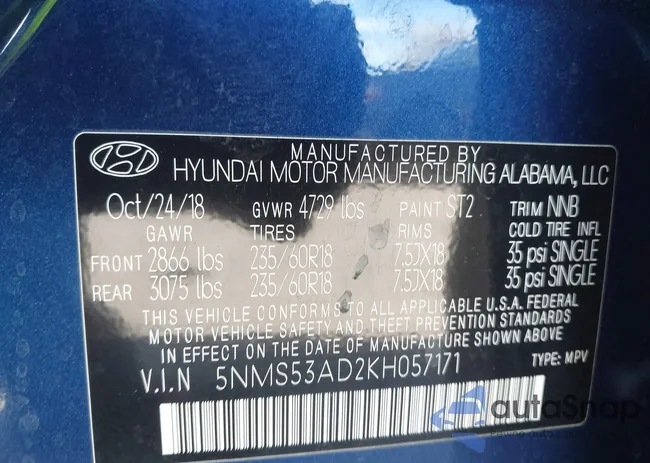 MANUFACTURED BY
HYUNDAI MOTOR MANUFACTURING ALABAMA, LLC
Oct/24/18 GVWR 4729 lbs PAINT ST2 TRIM NNB
GAWR TIRES RIMS COLD TIRE INFL
FRONT 2866 lbs 235/60R18 7.5JX18 35 psi SINGLE
REAR 3075 lbs 235/60R18 7.5JX18 35 psi SINGLE
THIS VEHICLE CONFORMS TO ALL APPLICABLE U.S.A. FEDERAL
MOTOR VEHICLE SAFETY AND THEFT PREVENTION STANDARDS
IN EFFECT ON THE DATE OF MANUFACTURE SHOWN ABOVE
V.I.N 5NMS53AD2KH057171 TYPE: MPV
autoSnap